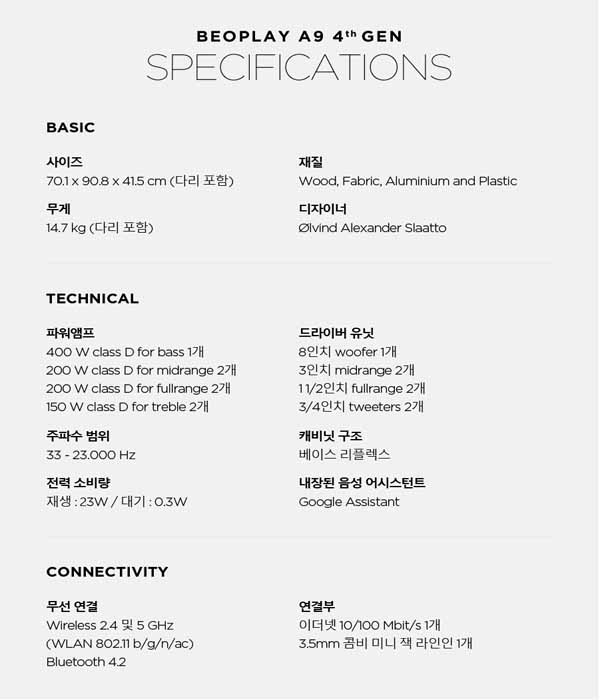 BEOPLAY A9 4th GEN
SPECIFICATIONS
BASIC
사이즈
70.1 x 90.8 x 41.5 cm (다리 포함)
무게
14.7 kg (다리 포함)
재질
Wood, Fabric, Aluminium and Plastic
디자이너
Ølvind Alexander Slaatto
TECHNICAL
파워앰프
400 W class D for bass 1개
200 W class D for midrange 2개
200 W class D for fullrange 2개
150 W class D for treble 2개
주파수 범위
33 - 23.000 Hz
전력 소비량
재생 : 23W / 대기 : 0.3W
드라이버 유닛
8인치 woofer 1개
3인치 midrange 2개
1 1/2인치 fullrange 2개
3/4인치 tweeters 2개
캐비닛 구조
베이스 리플렉스
내장된 음성 어시스턴트
Google Assistant
CONNECTIVITY
무선 연결
Wireless 2.4 및 5 GHz
(WLAN 802.11 b/g/n/ac)
Bluetooth 4.2
연결부
이더넷 10/100 Mbit/s 1개
3.5mm 콤비 미니 잭 라인인 1개